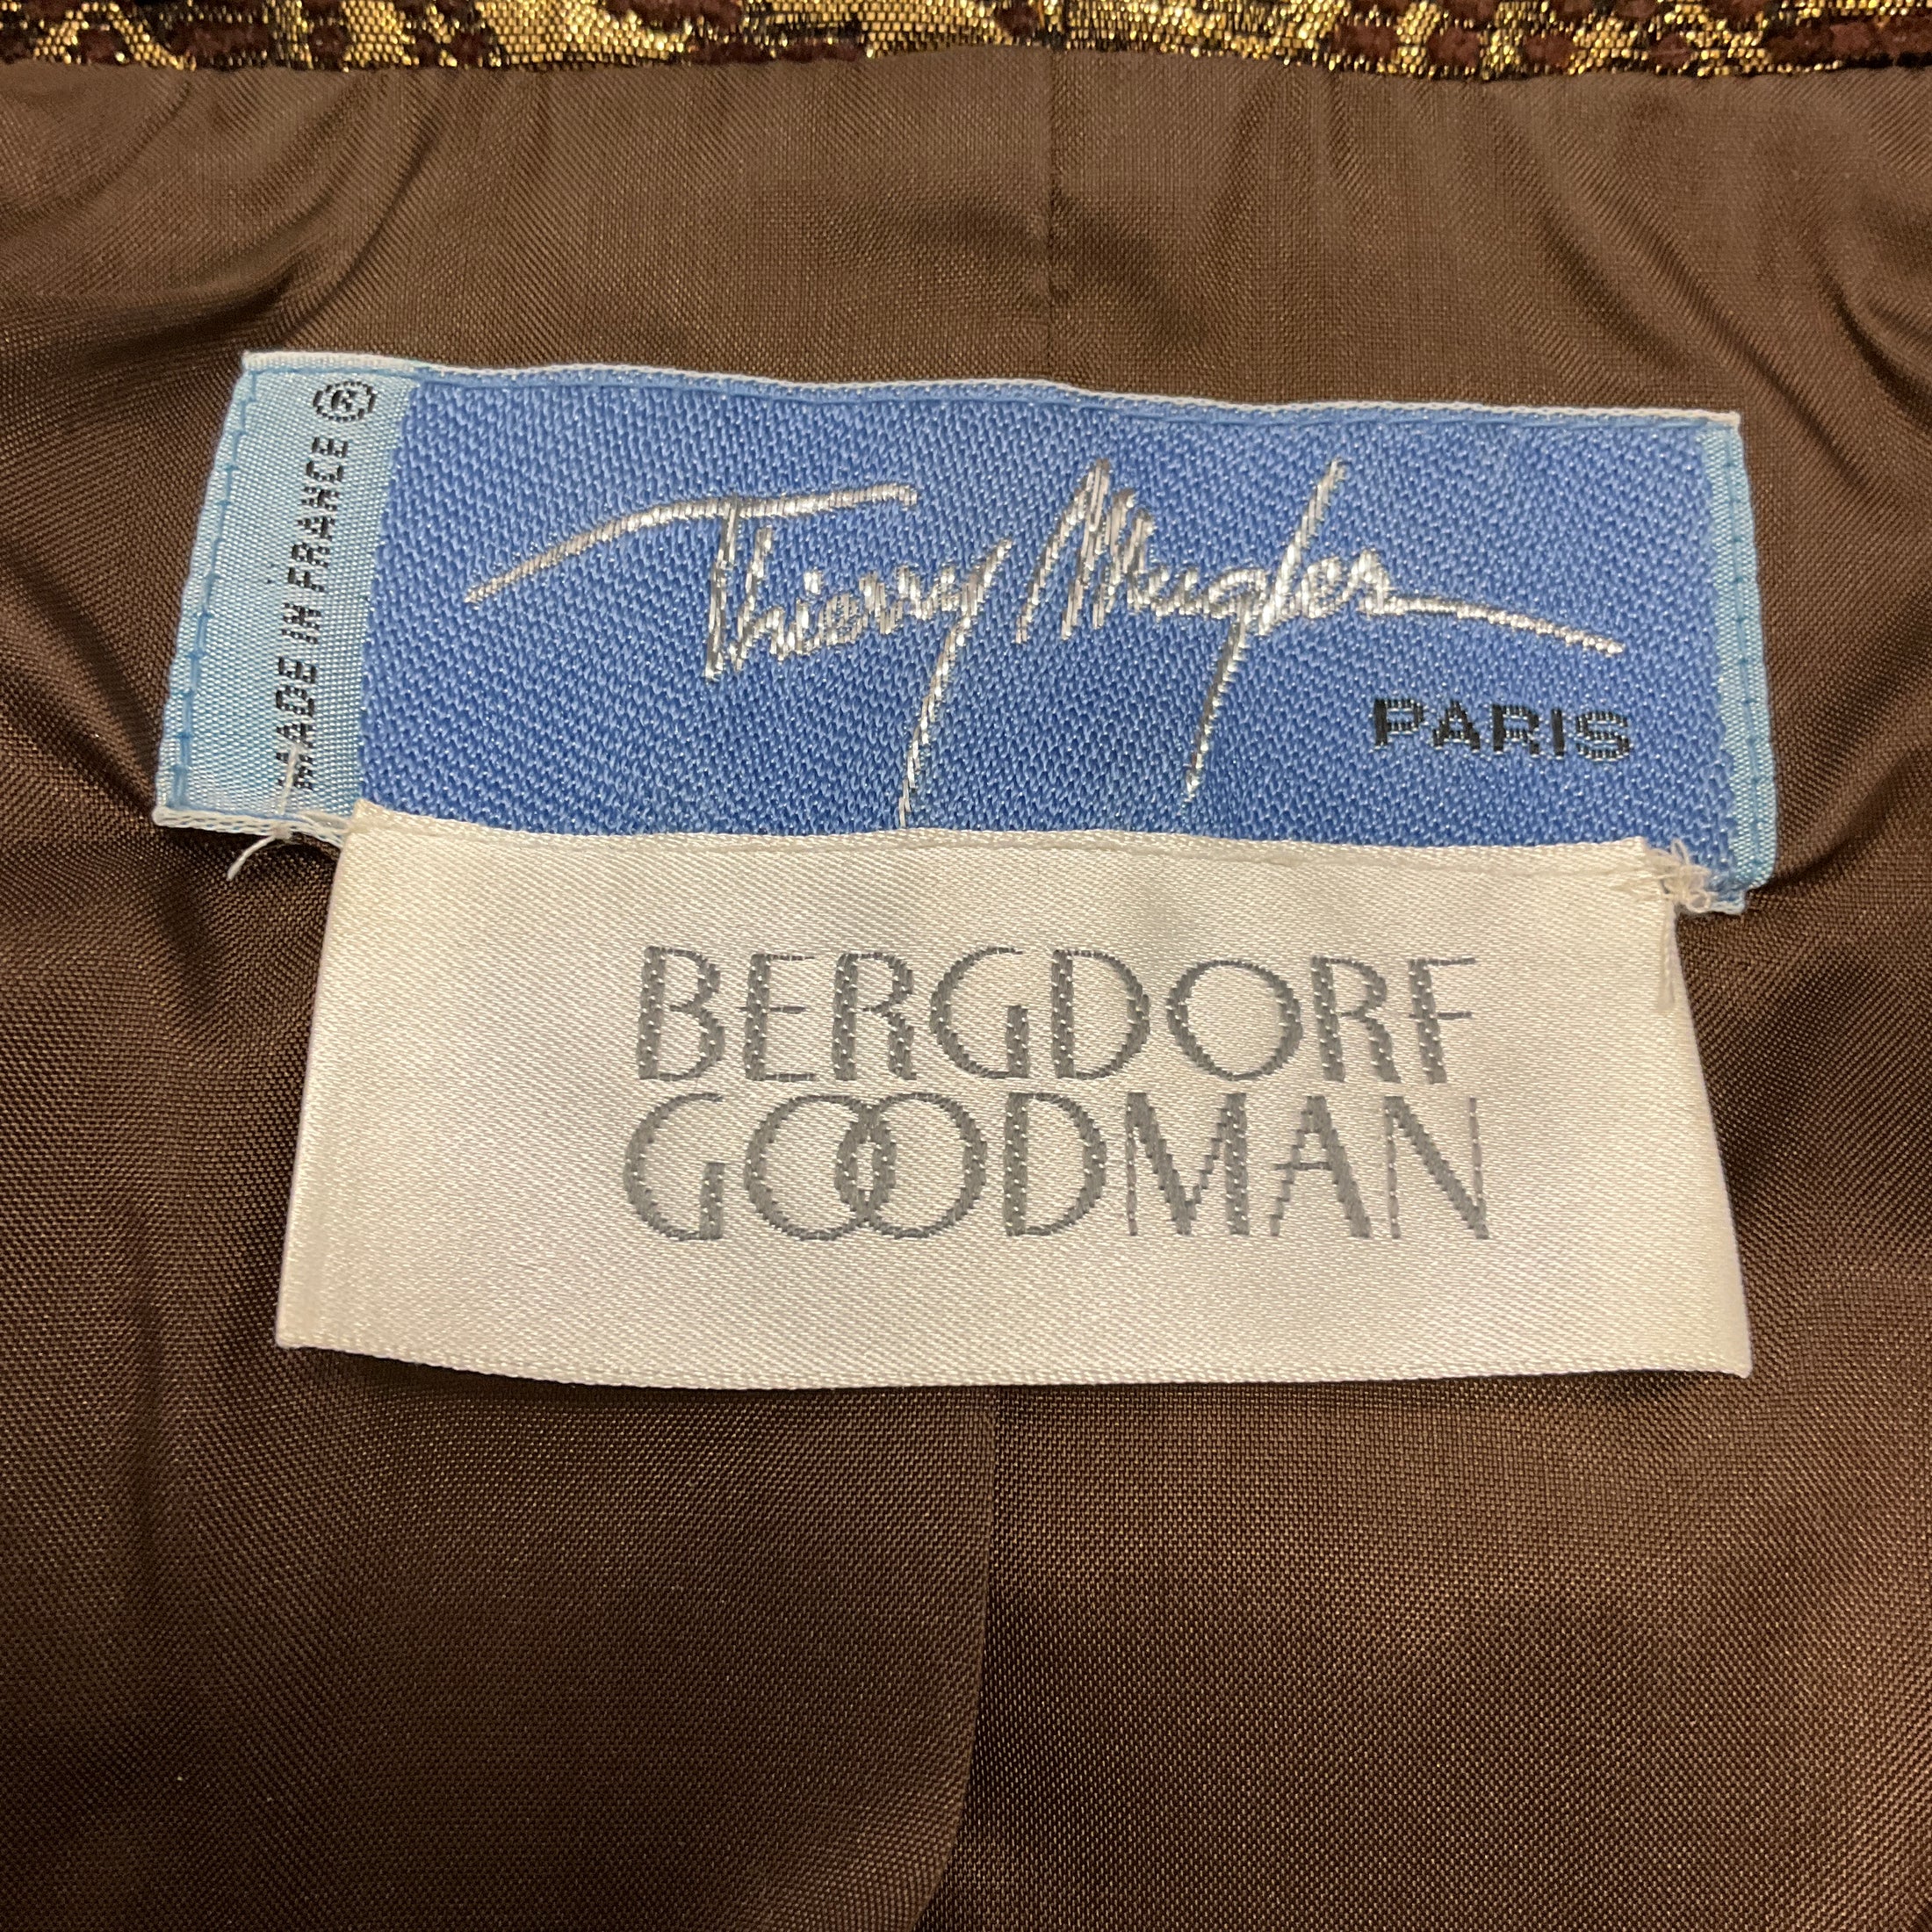 MADE IN FRANCE ®
Thierry Mugler
PARIS
BERGDORF
GOODMAN